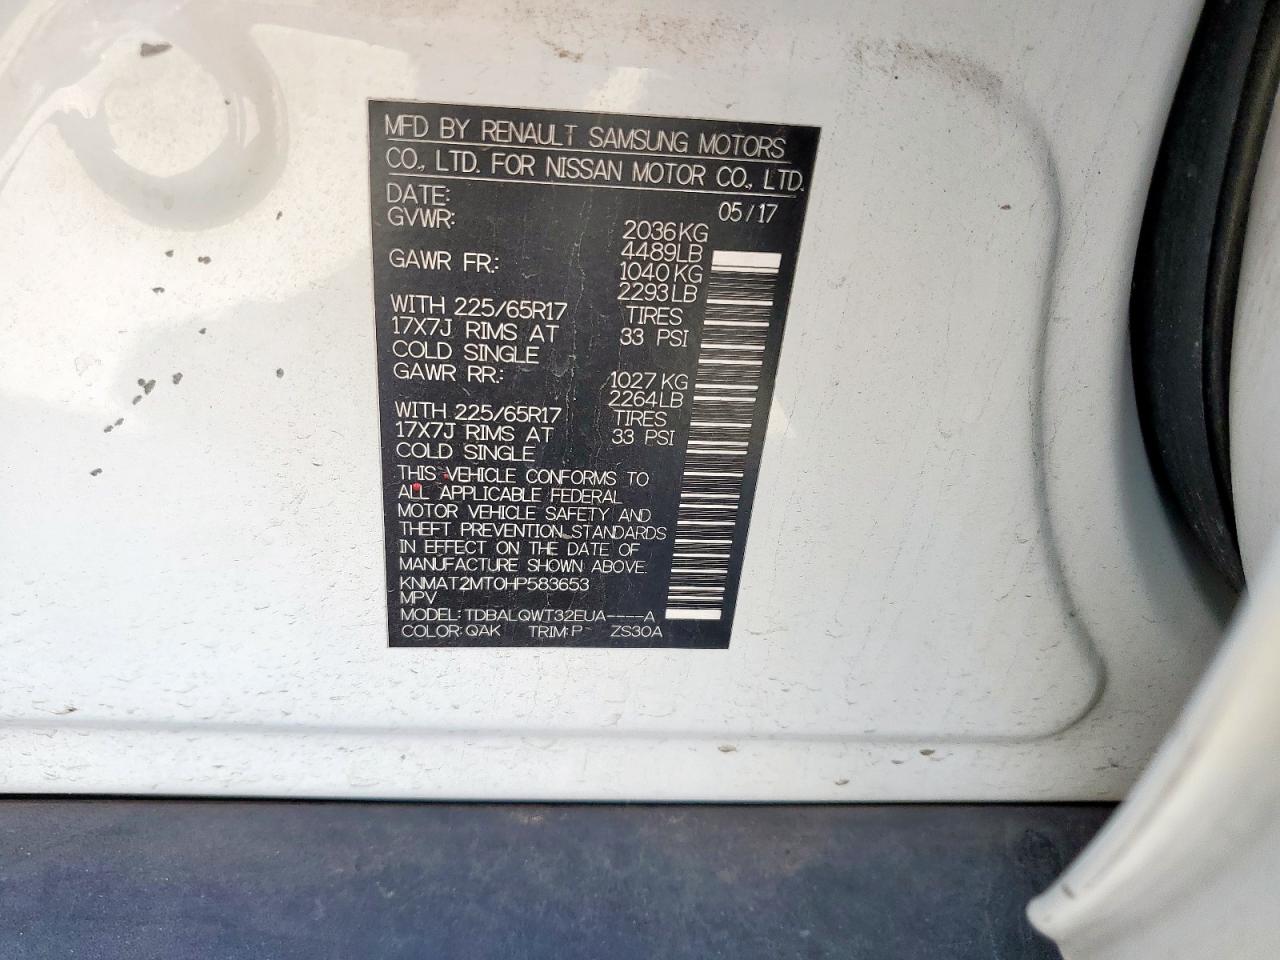 MFD BY RENAULT SAMSUNG MOTORS
CO., LTD. FOR NISSAN MOTOR CO., LTD.
DATE: 05/17
GVWR: 2036KG
4489LB
GAWR FR: 1040KG
2293LB
WITH 225/65R17 TIRES
17X7J RIMS AT 33 PSI
COLD SINGLE
GAWR RR: 1027KG
2264LB
WITH 225/65R17 TIRES
17X7J RIMS AT 33 PSI
COLD SINGLE
THIS VEHICLE CONFORMS TO
ALL APPLICABLE FEDERAL
MOTOR VEHICLE SAFETY AND
THEFT PREVENTION STANDARDS
IN EFFECT ON THE DATE OF
MANUFACTURE SHOWN ABOVE.
KNMAT2MT0HP583653
MPV
MODEL: TDBALQWT32EUA----A
COLOR: QAK TRIM: P ZS30A